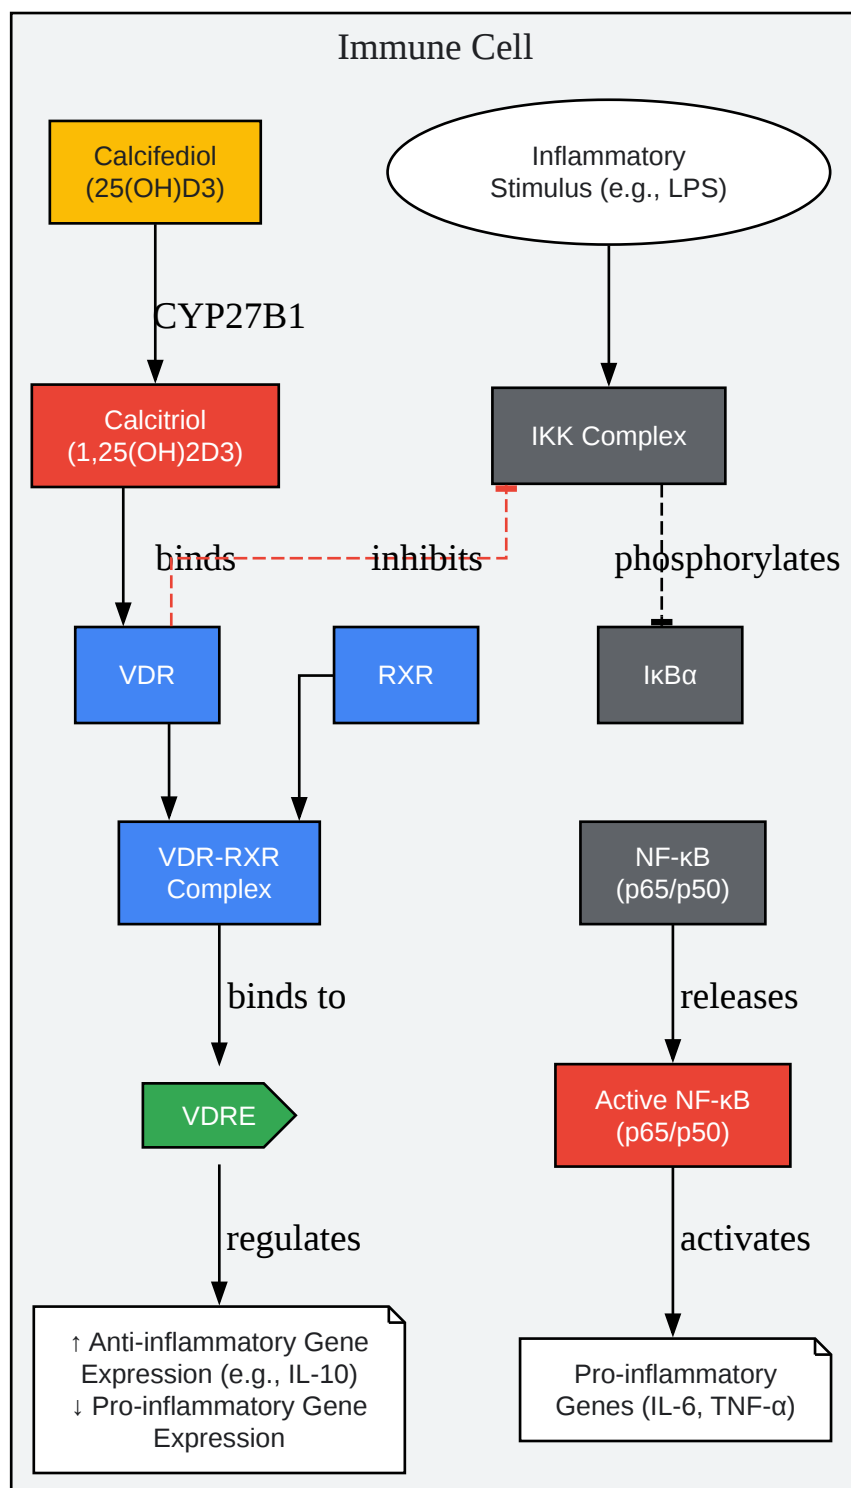 Immune Cell
Calcifediol
(25(OH)D3)
Inflammatory
Stimulus (e.g., LPS)
CYP27B1
Calcitriol
(1,25(OH)2D3)
IKK Complex
binds
inhibits
phosphorylates
VDR
RXR
IκBα
VDR-RXR
Complex
NF-κB
(p65/p50)
binds to
releases
VDRE
Active NF-κB
(p65/p50)
regulates
activates
↑ Anti-inflammatory Gene
Expression (e.g., IL-10)
↓ Pro-inflammatory Gene
Expression
Pro-inflammatory
Genes (IL-6, TNF-α)